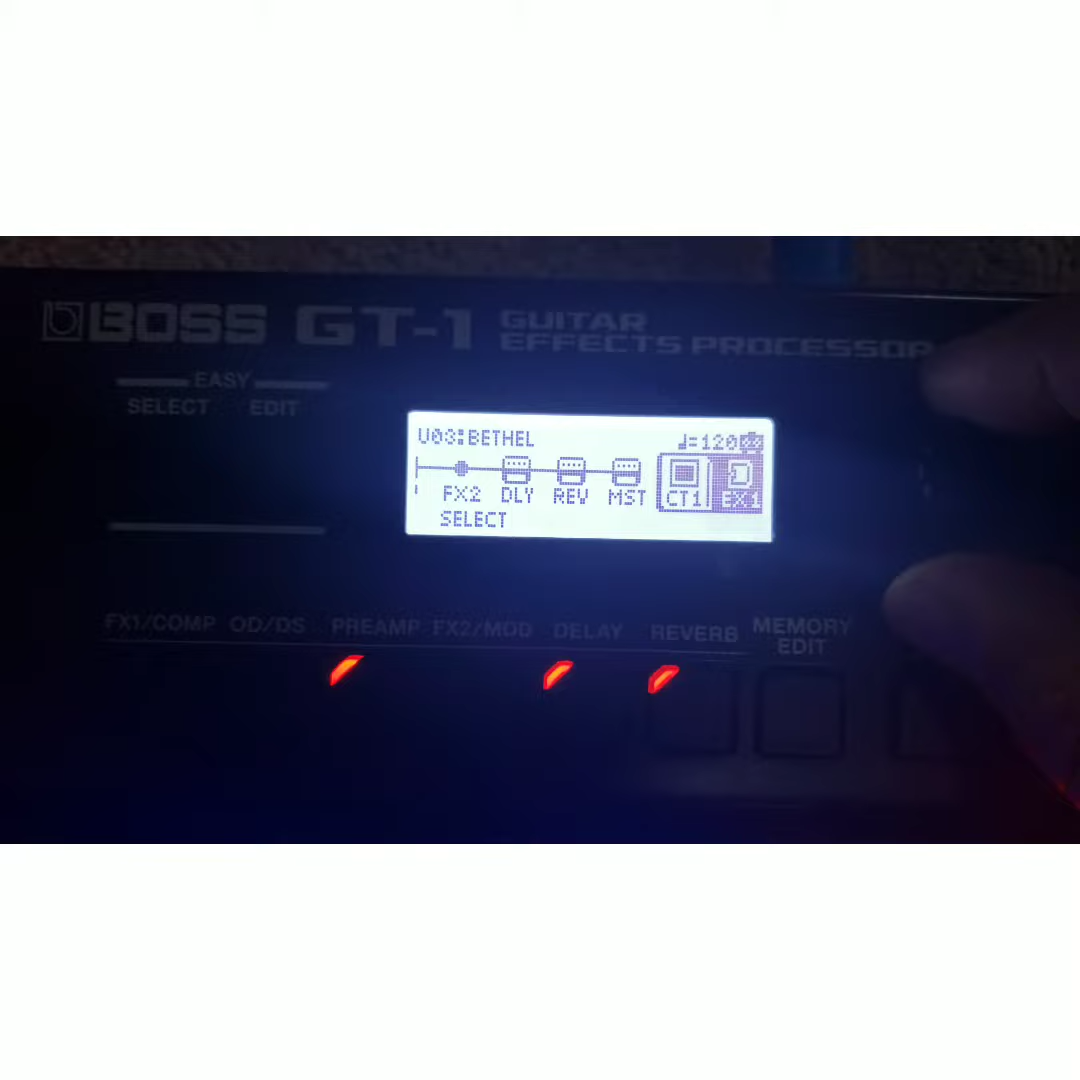 BOSS GT-1 GUITAR
EFFECTS PROCESSOR
EASY
SELECT EDIT
U03:BETHEL ♩=120
FX2 DLY REV MST CT1 EX1
SELECT
FX1/COMP OD/DS PREAMP FX2/MOD DELAY REVERB MEMORY
EDIT